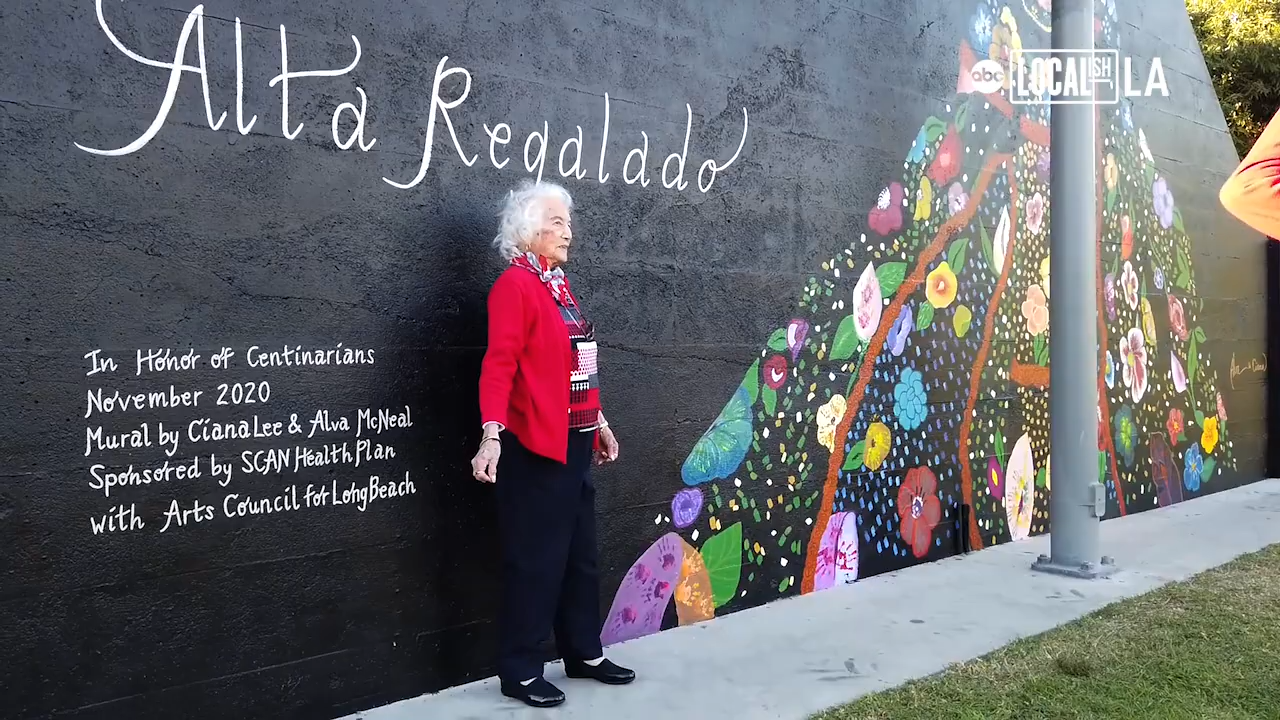 Alta Regalado
abc LOCALISH LA
In Honor of Centinarians
November 2020
Mural by Ciana Lee & Alva McNeal
Sponsored by SCAN Health Plan
with Arts Council for Long Beach